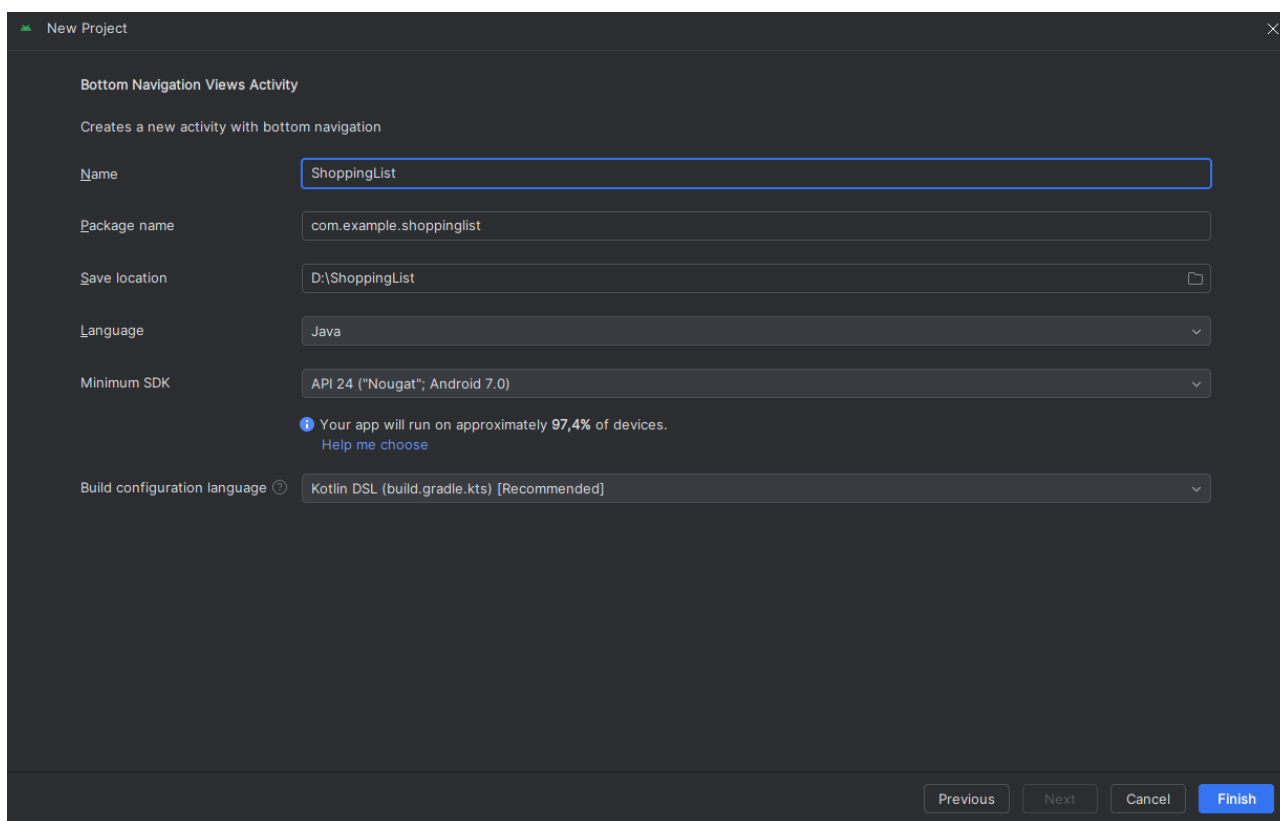 New Project
Bottom Navigation Views Activity
Creates a new activity with bottom navigation
Name
ShoppingList
Package name
com.example.shoppinglist
Save location
D:\ShoppingList
Language
Java
Minimum SDK
API 24 ("Nougat"; Android 7.0)
Your app will run on approximately 97,4% of devices.
Help me choose
Build configuration language
Kotlin DSL (build.gradle.kts) [Recommended]
Previous
Next
Cancel
Finish